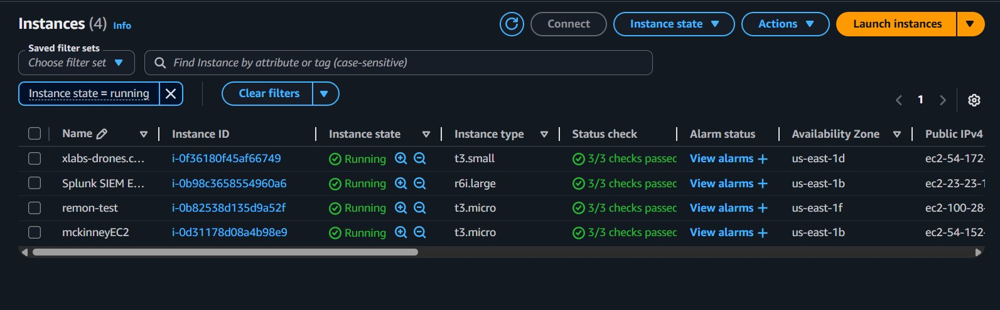 Instances (4) Info
Connect
Instance state
Actions
Launch instances
Saved filter sets
Choose filter set
Find Instance by attribute or tag (case-sensitive)
Instance state = running
Clear filters
1
Name Instance ID Instance state Instance type Status check Alarm status Availability Zone Public IPv4
xlabs-drones.c... i-0f36180f45af66749 Running t3.small 3/3 checks passec View alarms + us-east-1d ec2-54-172-
Splunk SIEM E... i-0b98c3658554960a6 Running r6i.large 3/3 checks passec View alarms + us-east-1b ec2-23-23-1
remon-test i-0b82538d135d9a52f Running t3.micro 3/3 checks passec View alarms + us-east-1f ec2-100-28-
mckinneyEC2 i-0d31178d08a4b98e9 Running t3.micro 3/3 checks passec View alarms + us-east-1b ec2-54-152-